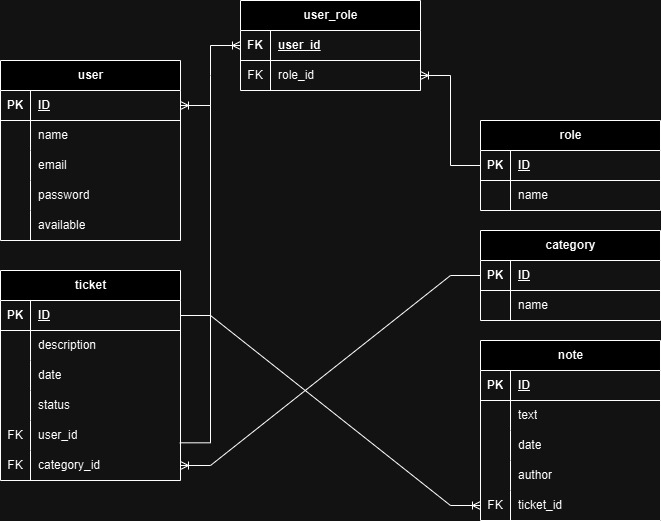 user_role
FK user_id
FK role_id
user
PK ID
name
email
password
available
role
PK ID
name
category
PK ID
name
ticket
PK ID
description
date
status
FK user_id
FK category_id
note
PK ID
text
date
author
FK ticket_id